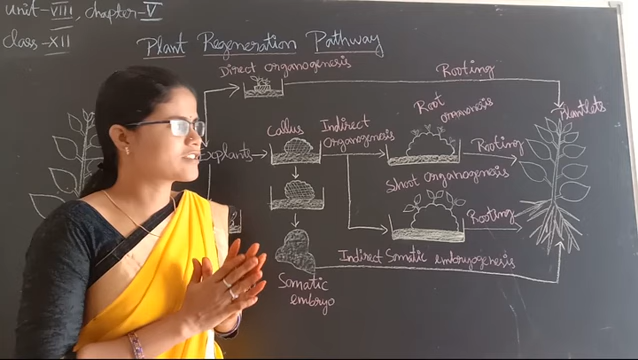 Unit-VIII, chapter-V
Class-XII
Plant Regeneration Pathway
Direct organogenesis
Rooting
Root
organogenesis
Plantlets
Callus
Indirect
Organogenesis
Rooting
Shoot Organogenesis
Rooting
Indirect Somatic embryogenesis
Somatic
embryo